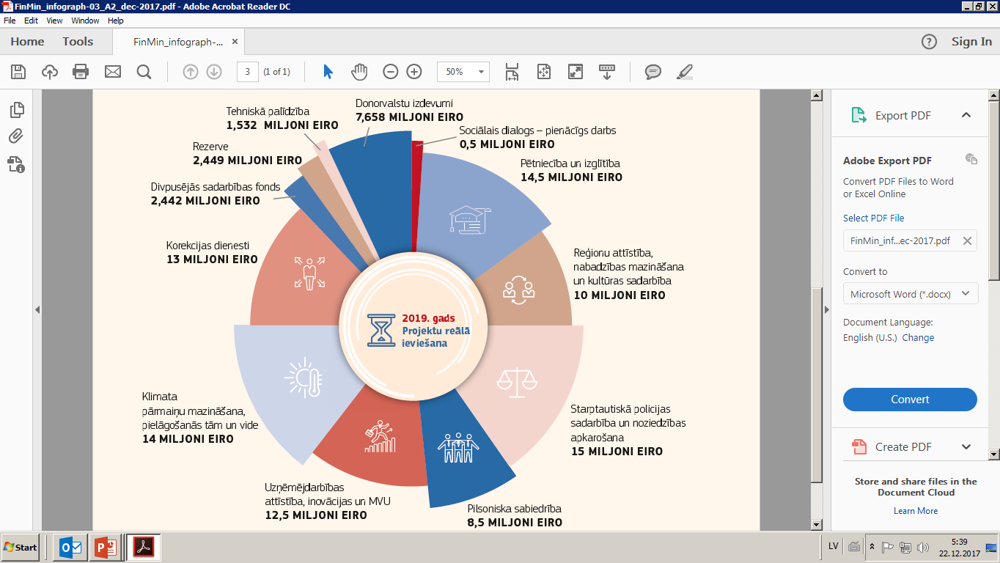 FinMin_infograph-03_A2_dec-2017.pdf - Adobe Acrobat Reader DC
File Edit View Window Help
Home Tools FinMin_infograph-... × Sign In
3 (1 of 1) 50%
Tehniskā palīdzība
1,532 MILJONI EIRO
Donorvalstu izdevumi
7,658 MILJONI EIRO
Sociālais dialogs – pienācīgs darbs
0,5 MILJONI EIRO
Rezerve
2,449 MILJONI EIRO
Pētniecība un izglītība
14,5 MILJONI EIRO
Divpusējās sadarbības fonds
2,442 MILJONI EIRO
Korekcijas dienesti
13 MILJONI EIRO
Reģionu attīstība,
nabadzības mazināšana
un kultūras sadarbība
10 MILJONI EIRO
2019. gads
Projektu reālā
ieviešana
Klimata
pārmaiņu mazināšana,
pielāgošanās tām un vide
14 MILJONI EIRO
Starptautiskā policijas
sadarbība un noziedzības
apkarošana
15 MILJONI EIRO
Uzņēmējdarbības
attīstība, inovācijas un MVU
12,5 MILJONI EIRO
Pilsoniska sabiedrība
8,5 MILJONI EIRO
Export PDF
Adobe Export PDF
Convert PDF Files to Word
or Excel Online
Select PDF File
FinMin_inf...ec-2017.pdf
Convert to
Microsoft Word (*.docx)
Document Language:
English (U.S.) Change
Convert
Create PDF
Store and share files in the
Document Cloud
Learn More
Start LV 5:39
22.12.2017